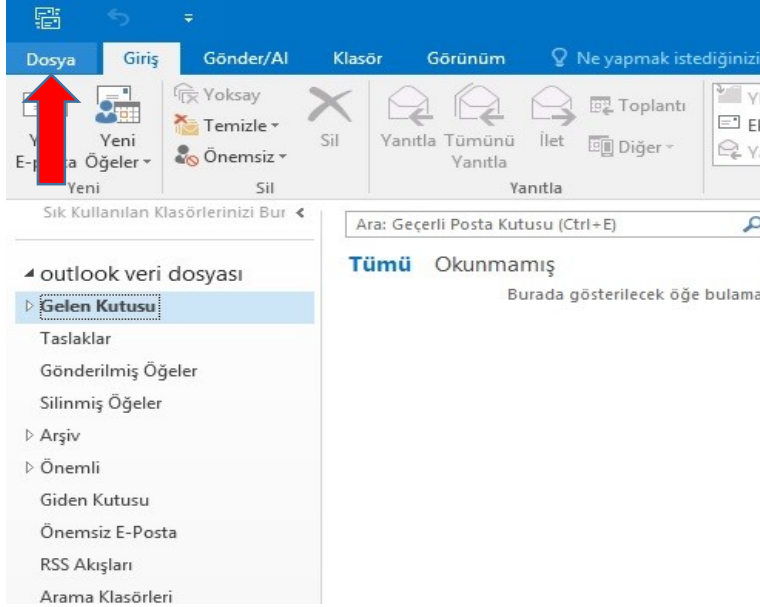 Dosya Giriş Gönder/Al Klasör Görünüm Ne yapmak istediğinizi
Yoksay
Temizle
Önemsiz
Yeni
Öğeler
E-posta
Sil
Yanıtla
Tümünü
Yanıtla
İlet
Toplantı
Diğer
Yeni Sil Yanıtla
Sık Kullanılan Klasörlerinizi Bur
Ara: Geçerli Posta Kutusu (Ctrl+E)
Tümü Okunmamış
Burada gösterilecek öğe bulama
outlook veri dosyası
Gelen Kutusu
Taslaklar
Gönderilmiş Öğeler
Silinmiş Öğeler
Arşiv
Önemli
Giden Kutusu
Önemsiz E-Posta
RSS Akışları
Arama Klasörleri